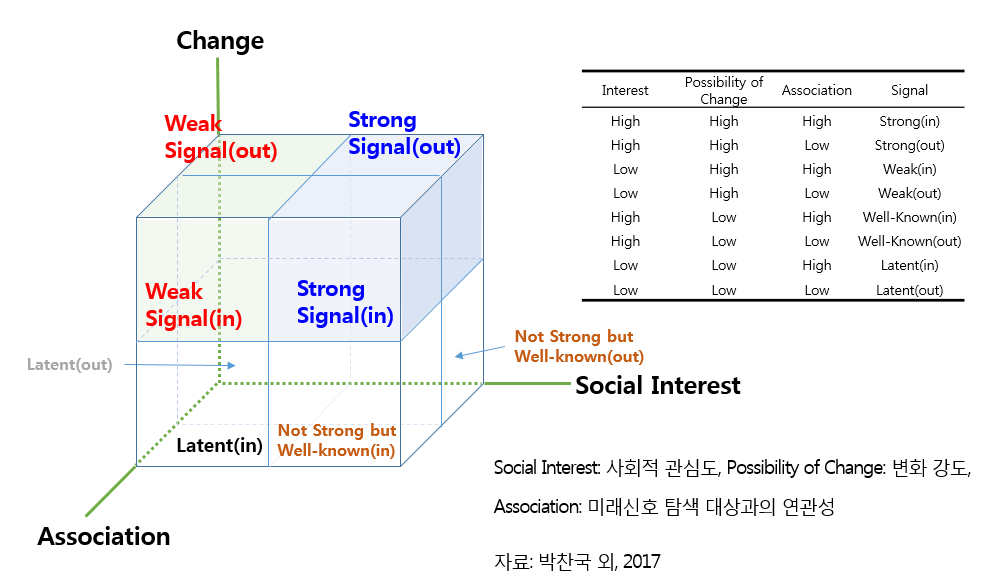 Change
Weak
Signal(out)
Strong
Signal(out)
Weak
Signal(in)
Strong
Signal(in)
Latent(out)
Not Strong but
Well-known(out)
Social Interest
Latent(in)
Not Strong but
Well-known(in)
Association
Interest Possibility of Change Association Signal
High High High Strong(in)
High High Low Strong(out)
Low High High Weak(in)
Low High Low Weak(out)
High Low High Well-Known(in)
High Low Low Well-Known(out)
Low Low High Latent(in)
Low Low Low Latent(out)
Social Interest: 사회적 관심도, Possibility of Change: 변화 강도,
Association: 미래신호 탐색 대상과의 연관성
자료: 박찬국 외, 2017